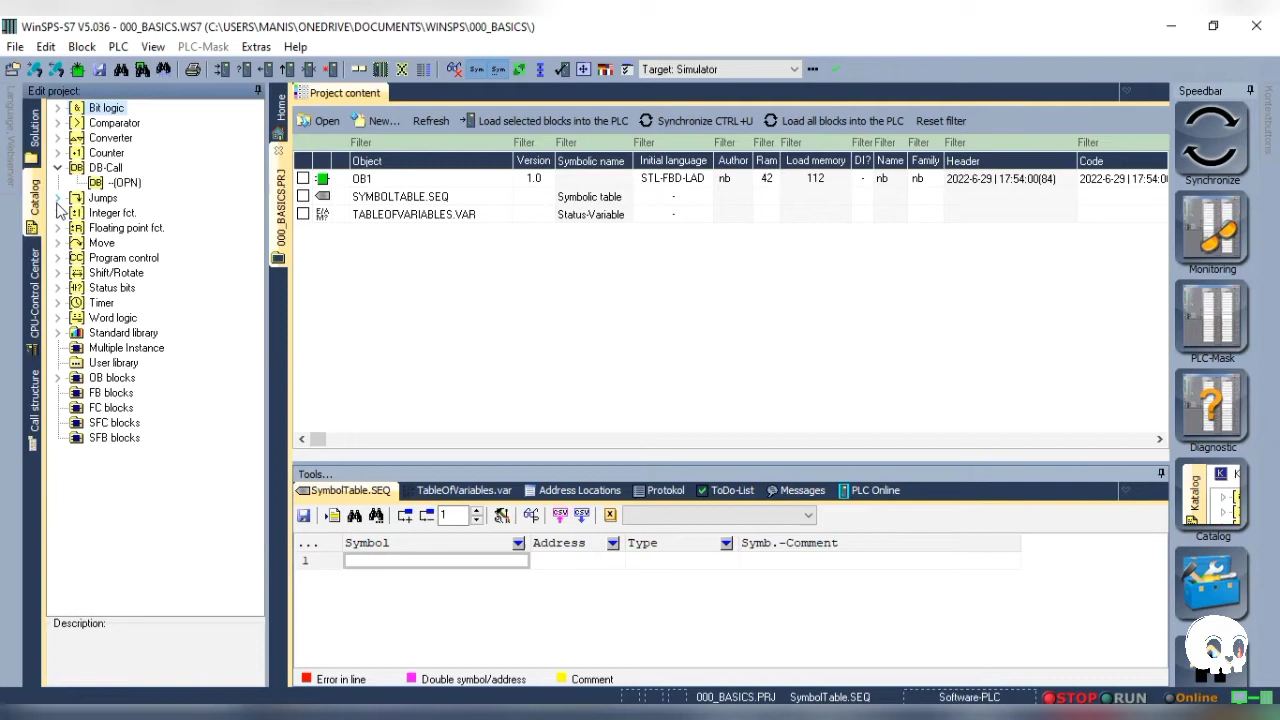 WinSPS-S7 V5.036 - 000_BASICS.WS7 (C:\USERS\MANIS\ONEDRIVE\DOCUMENTS\WINSPS\000_BASICS\)
File Edit Block PLC View PLC-Mask Extras Help
Target: Simulator
Edit project:
Language, Webserver
Solution
Catalog
CPU-Control Center
Call structure
Bit logic
Comparator
Converter
Counter
DB-Call
--(OPN)
Jumps
Integer fct.
Floating point fct.
Move
Program control
Shift/Rotate
Status bits
Timer
Word logic
Standard library
Multiple Instance
User library
OB blocks
FB blocks
FC blocks
SFC blocks
SFB blocks
Description:
Home
000_BASICS.PRJ
Project content
Open New... Refresh Load selected blocks into the PLC Synchronize CTRL+U Load all blocks into the PLC Reset filter
Filter Filter Filter Filter Filter Filter Filter Filter Filter Filter Filter
Object Version Symbolic name Initial language Author Ram Load memory DI? Name Family Header Code
OB1 1.0 STL-FBD-LAD nb 42 112 - nb nb 2022-6-29 | 17:54:00(84) 2022-6-29 | 17:54:00
SYMBOLTABLE.SEQ Symbolic table -
TABLEOFVARIABLES.VAR Status-Variable -
Tools...
SymbolTable.SEQ TableOfVariables.var Address Locations Protokol ToDo-List Messages PLC Online
1
... Symbol Address Type Symb.-Comment
1
Error in line Double symbol/address Comment
000_BASICS.PRJ SymbolTable.SEQ Software-PLC STOP RUN Online
Speedbar
Synchronize
Monitoring
PLC-Mask
Diagnostic
Katalog
K
Catalog
Kontextbuttons